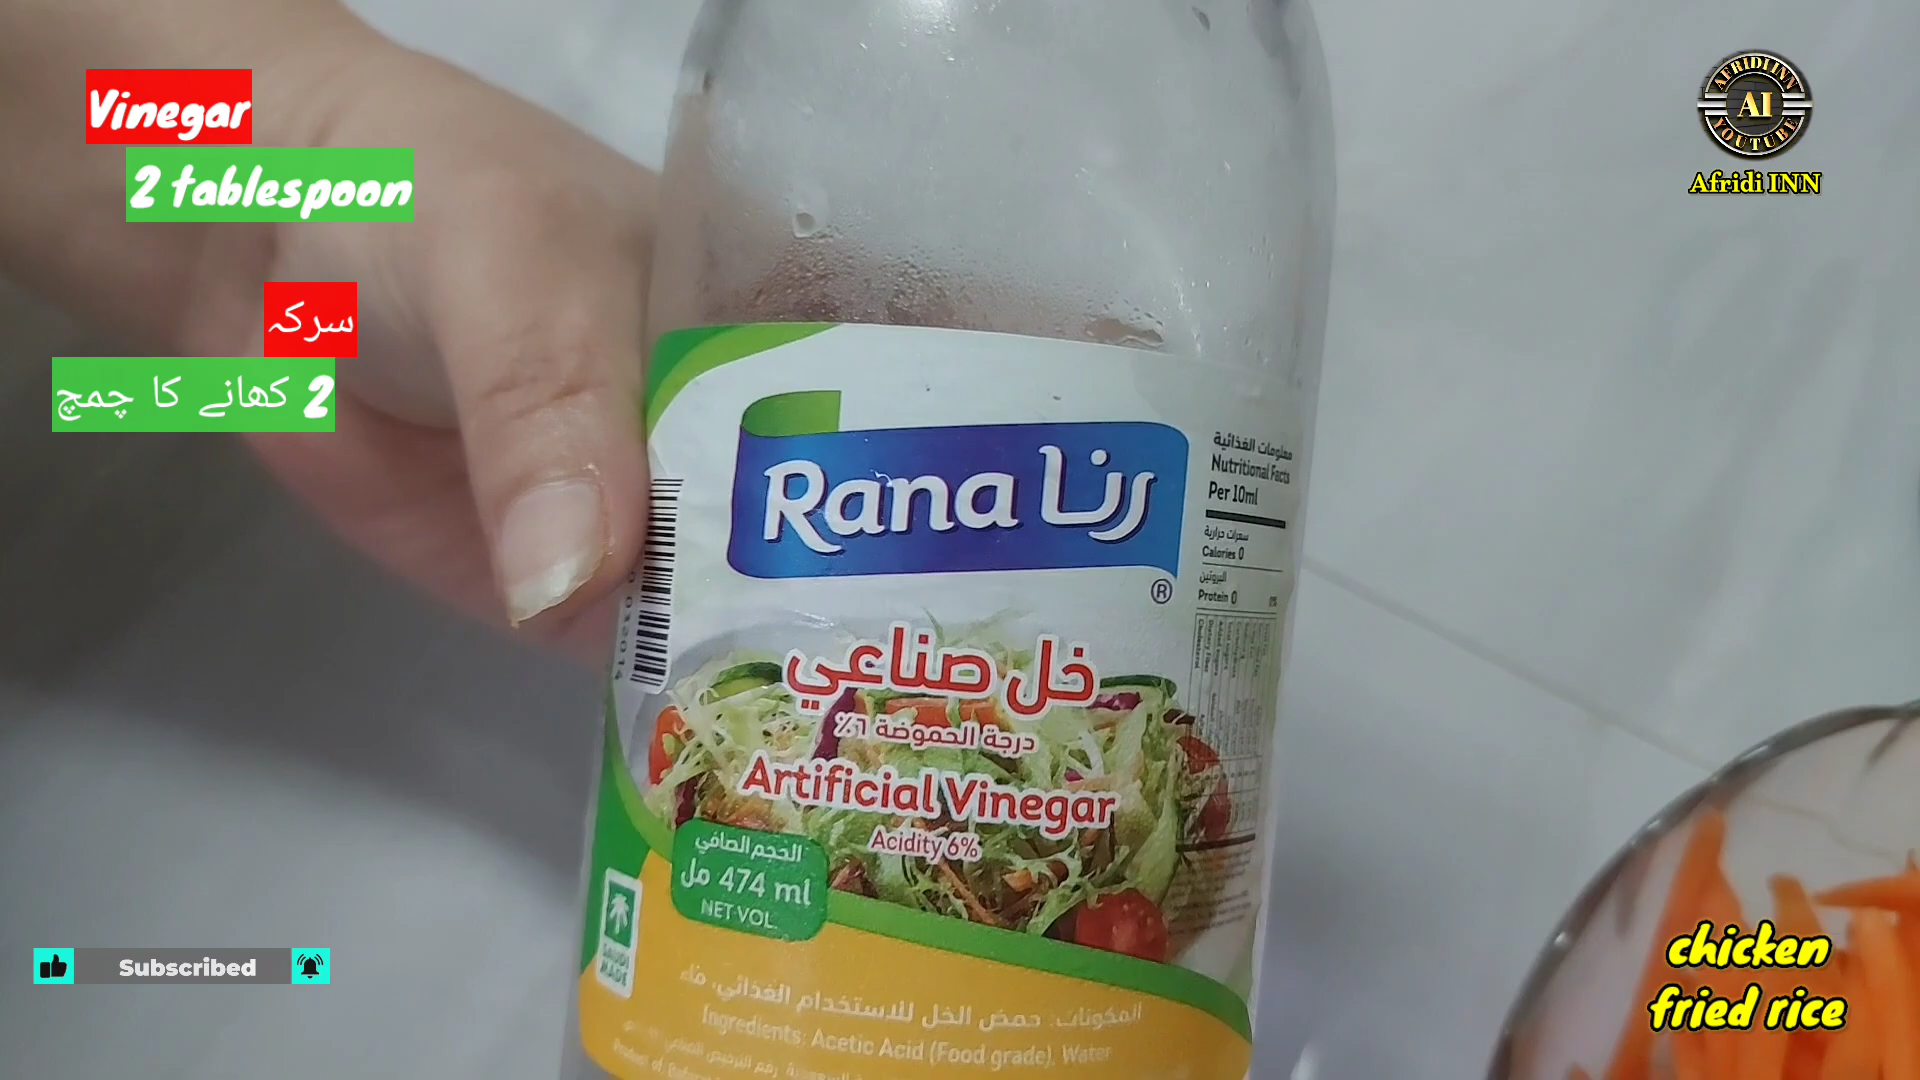 Vinegar
2 tablespoon
سرکہ
2 کھانے کا چمچ
AFRIDI INN
AI
YOUTUBE
Afridi INN
Rana رنا
®
خل صناعي
درجة الحموضة ٦٪
Artificial Vinegar
Acidity 6%
الحجم الصافي
474 ml مل
NET VOL
SAUDI
MADE
معلومات الغذائية
Nutritional Facts
Per 10ml
سعرات حرارية
Calories 0
البروتين
Protein 0 0%
المكونات: حمض الخل للاستخدام الغذائي، ماء
Ingredients: Acetic Acid (Food grade), Water
Subscribed
chicken
fried rice